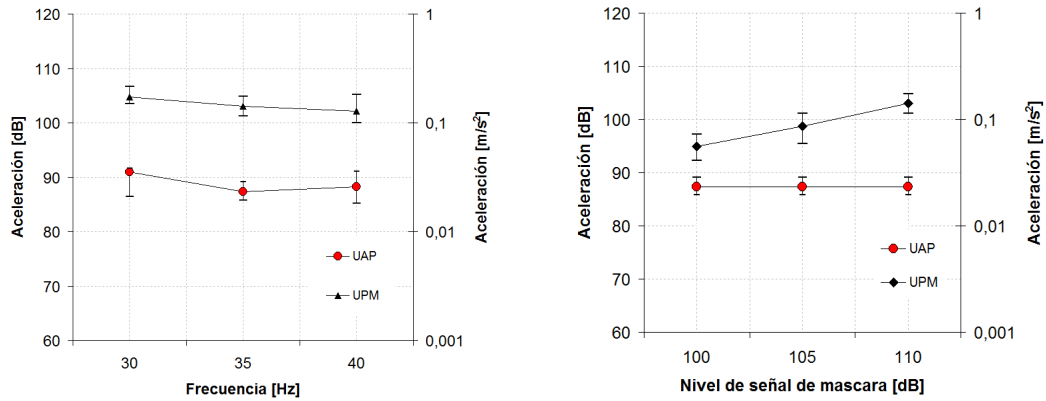 120
110
100
90
80
70
60
Aceleración [dB]
1
0,1
0,01
0,001
Aceleración [m/s²]
UAP
UPM
30
35
40
Frecuencia [Hz]
120
110
100
90
80
70
60
Aceleración [dB]
1
0,1
0,01
0,001
Aceleración [m/s²]
UAP
UPM
100
105
110
Nivel de señal de mascara [dB]